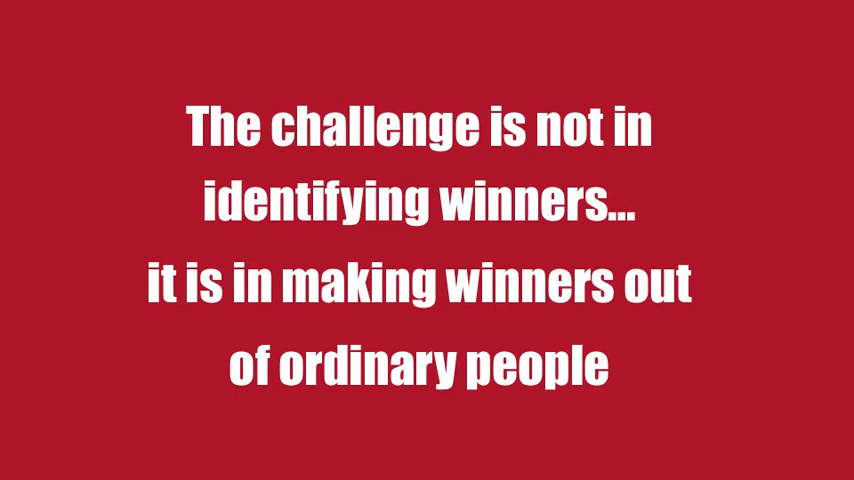 The challenge is not in
identifying winners...
it is in making winners out
of ordinary people